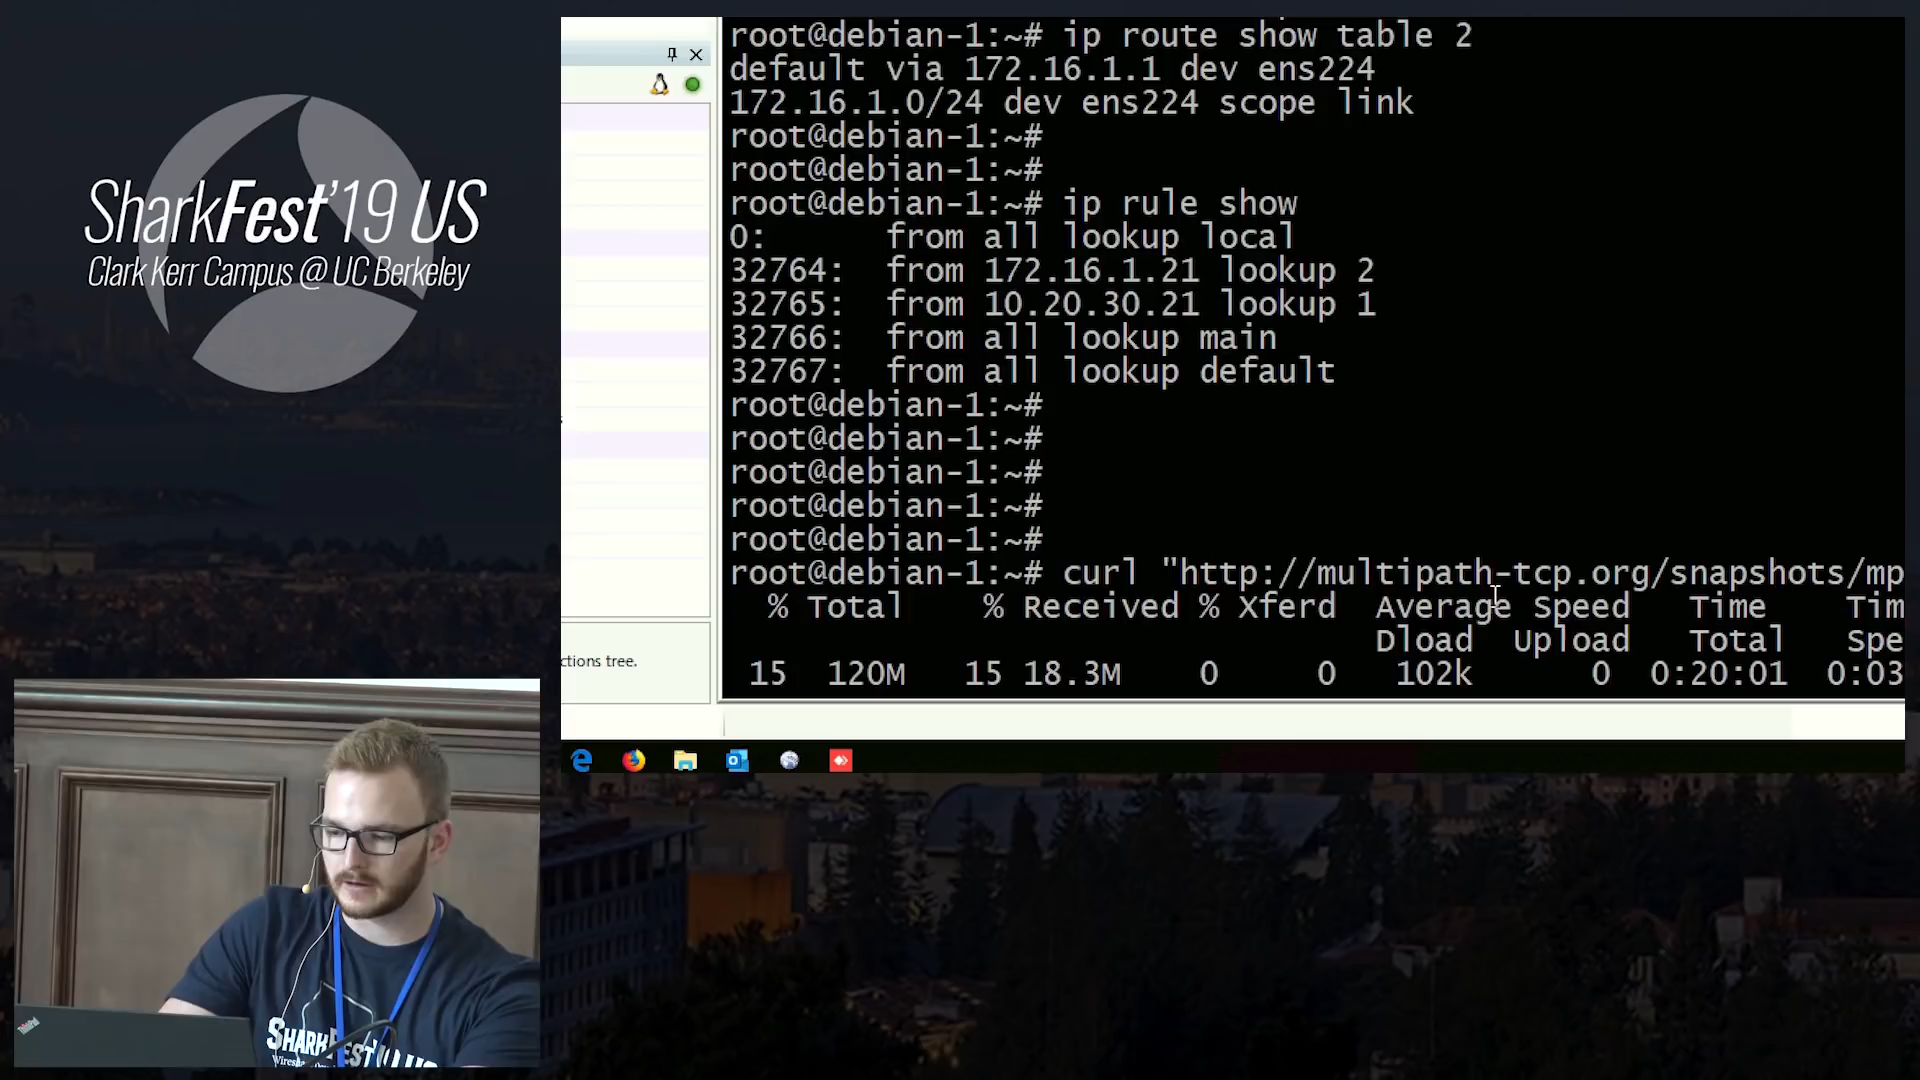 SharkFest'19 US
Clark Kerr Campus @ UC Berkeley
root@debian-1:~# ip route show table 2
default via 172.16.1.1 dev ens224
172.16.1.0/24 dev ens224 scope link
root@debian-1:~#
root@debian-1:~#
root@debian-1:~# ip rule show
0: from all lookup local
32764: from 172.16.1.21 lookup 2
32765: from 10.20.30.21 lookup 1
32766: from all lookup main
32767: from all lookup default
root@debian-1:~#
root@debian-1:~#
root@debian-1:~#
root@debian-1:~#
root@debian-1:~#
root@debian-1:~# curl "http://multipath-tcp.org/snapshots/mp
% Total % Received % Xferd Average Speed Time Tim
Dload Upload Total Spe
15 120M 15 18.3M 0 0 102k 0 0:20:01 0:03
ctions tree.
ThinkPad
SHARKFEST'19 US